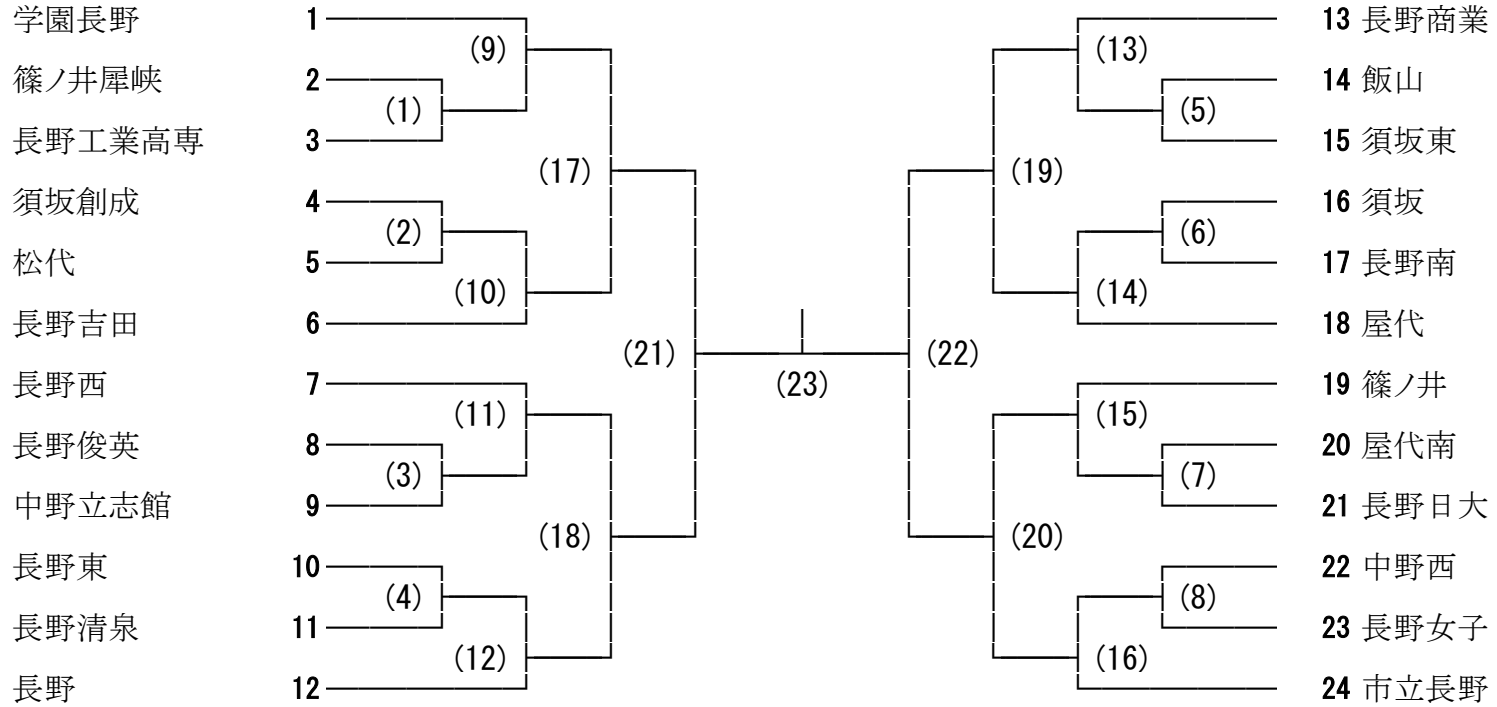 学園長野 1 13 長野商業
(9) (13)
篠ノ井犀峡 2 14 飯山
(1) (5)
長野工業高専 3 15 須坂東
(17) (19)
須坂創成 4 16 須坂
(2) (6)
松代 5 17 長野南
(10) (14)
長野吉田 6 18 屋代
(21) (22)
長野西 7 (23) 19 篠ノ井
(11) (15)
長野俊英 8 20 屋代南
(3) (7)
中野立志館 9 21 長野日大
(18) (20)
長野東 10 22 中野西
(4) (8)
長野清泉 11 23 長野女子
(12) (16)
長野 12 24 市立長野